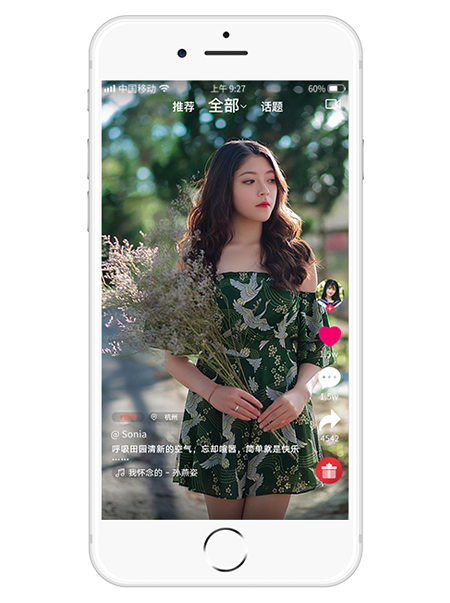 中国移动
上午 9:27
60%
推荐 全部 话题
1.5w
1.5w
4542
杭州
@ Sonia
呼吸田园清新的空气，忘却喧嚣，简单就是快乐
······
我怀念的 – 孙燕姿